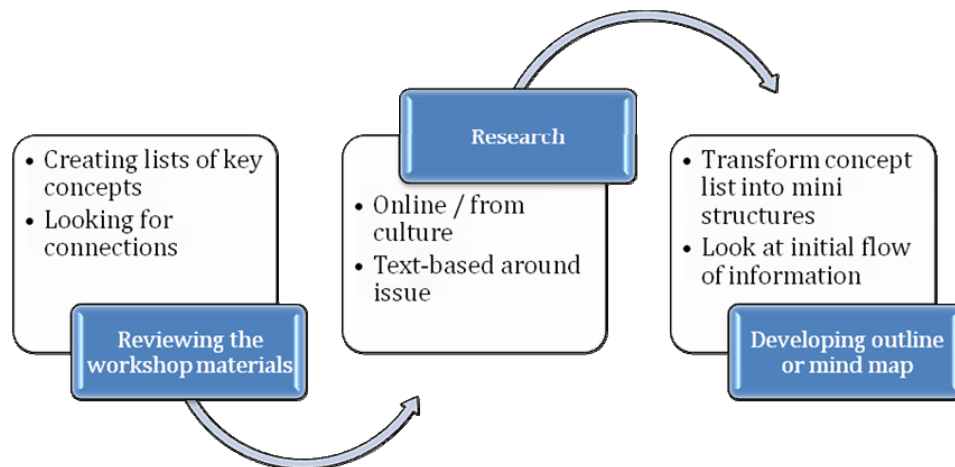 • Creating lists of key
concepts
• Looking for
connections
Reviewing the
workshop materials
Research
• Online / from
culture
• Text-based around
issue
• Transform concept
list into mini
structures
• Look at initial flow
of information
Developing outline
or mind map